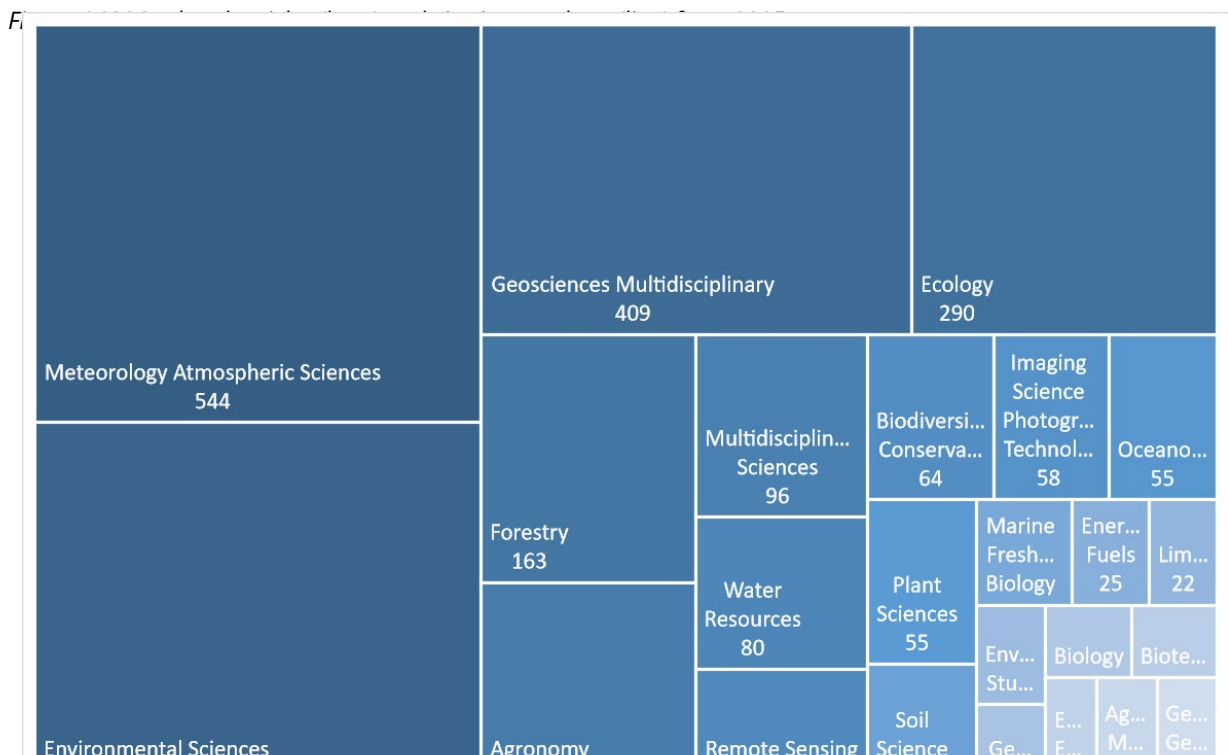 Meteorology Atmospheric Sciences
544
Geosciences Multidisciplinary
409
Ecology
290
Forestry
163
Multidisciplin...
Sciences
96
Biodiversi...
Conserva...
64
Imaging
Science
Photogr...
Technol...
58
Oceano...
55
Water
Resources
80
Plant
Sciences
55
Marine
Fresh...
Biology
Ener...
Fuels
25
Lim...
22
Env...
Stu...
Biology
Biote...
Environmental Sciences
Agronomy
Remote Sensing
Soil
Science
Ge...
E...
E...
Ag...
M...
Ge...
Ge...